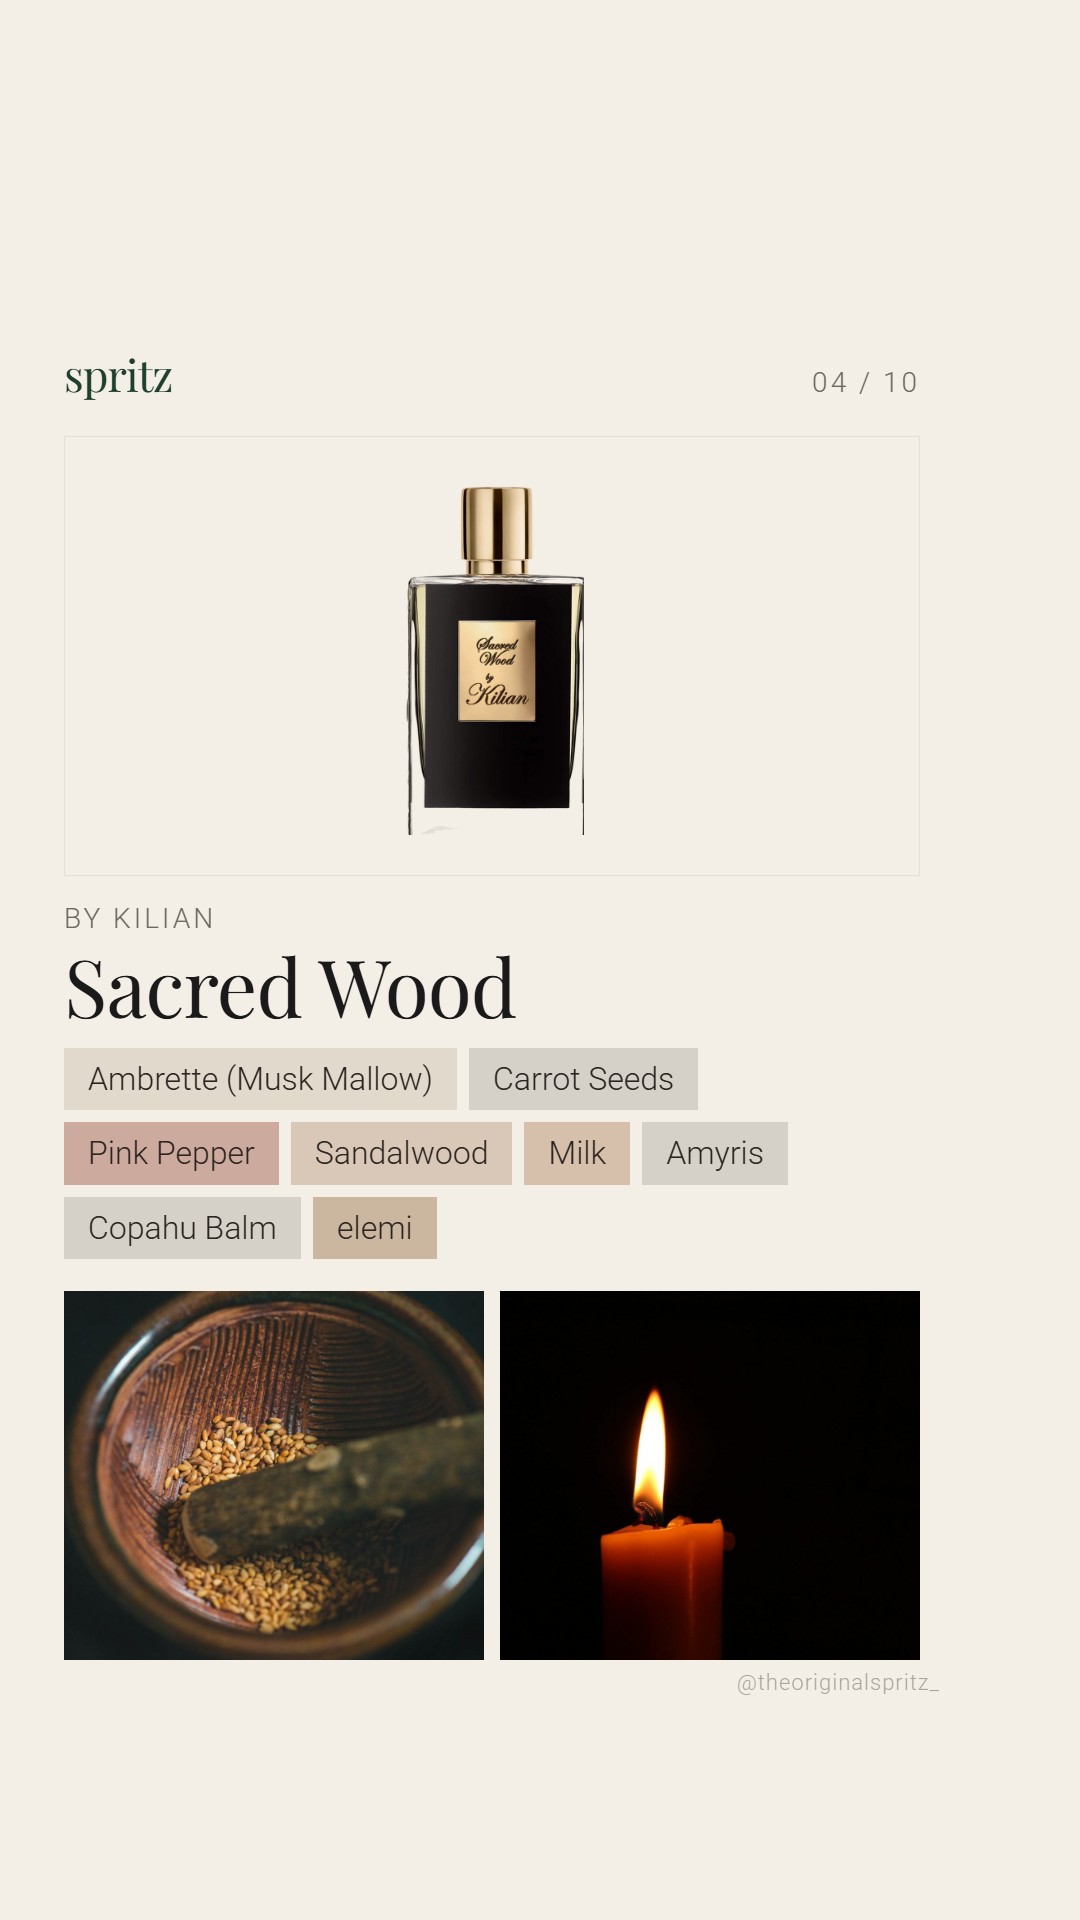 spritz
04 / 10
Sacred
Wood
by
Kilian
BY KILIAN
Sacred Wood
Ambrette (Musk Mallow) Carrot Seeds
Pink Pepper Sandalwood Milk Amyris
Copahu Balm elemi
@theoriginalspritz_